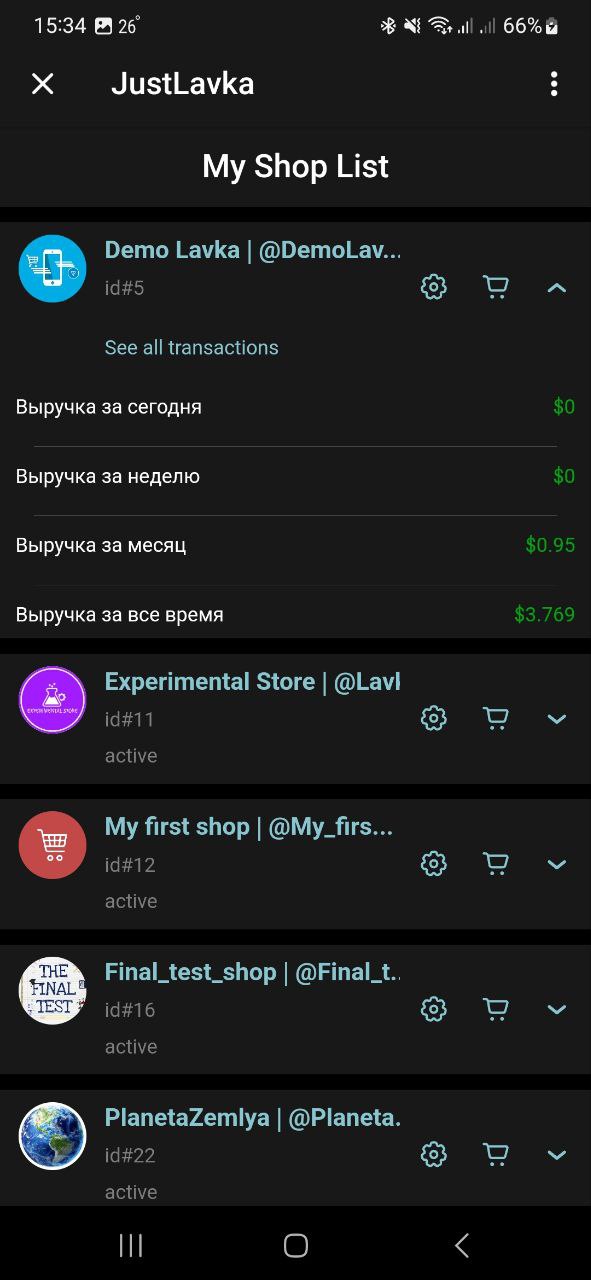 15:34 26°
66%
JustLavka
My Shop List
Demo Lavka | @DemoLav...
id#5
See all transactions
Выручка за сегодня $0
Выручка за неделю $0
Выручка за месяц $0.95
Выручка за все время $3.769
Experimental Store | @Lavl
id#11
active
My first shop | @My_firs...
id#12
active
THE
FINAL
TEST
Final_test_shop | @Final_t..
id#16
active
PlanetaZemlya | @Planeta.
id#22
active